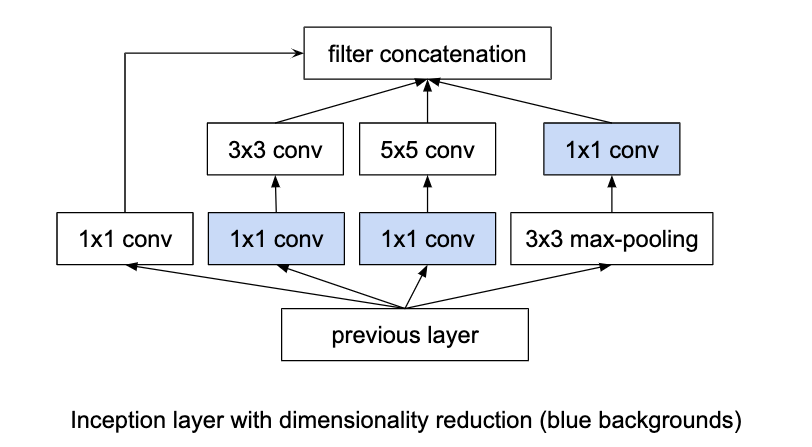 filter concatenation
3x3 conv
5x5 conv
1x1 conv
1x1 conv
1x1 conv
1x1 conv
3x3 max-pooling
previous layer
Inception layer with dimensionality reduction (blue backgrounds)